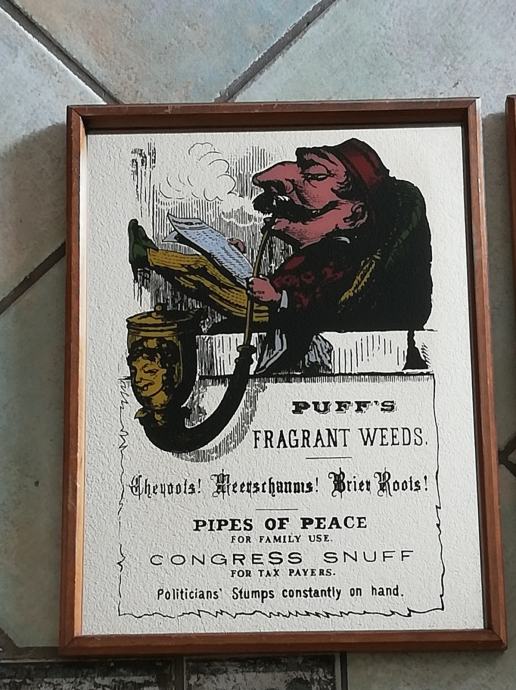 PUFF'S
FRAGRANT WEEDS.
Cheroots! Meerschaums! Brier Roots!
PIPES OF PEACE
FOR FAMILY USE.
CONGRESS SNUFF
FOR TAX PAYERS.
Politicians' Stumps constantly on hand.